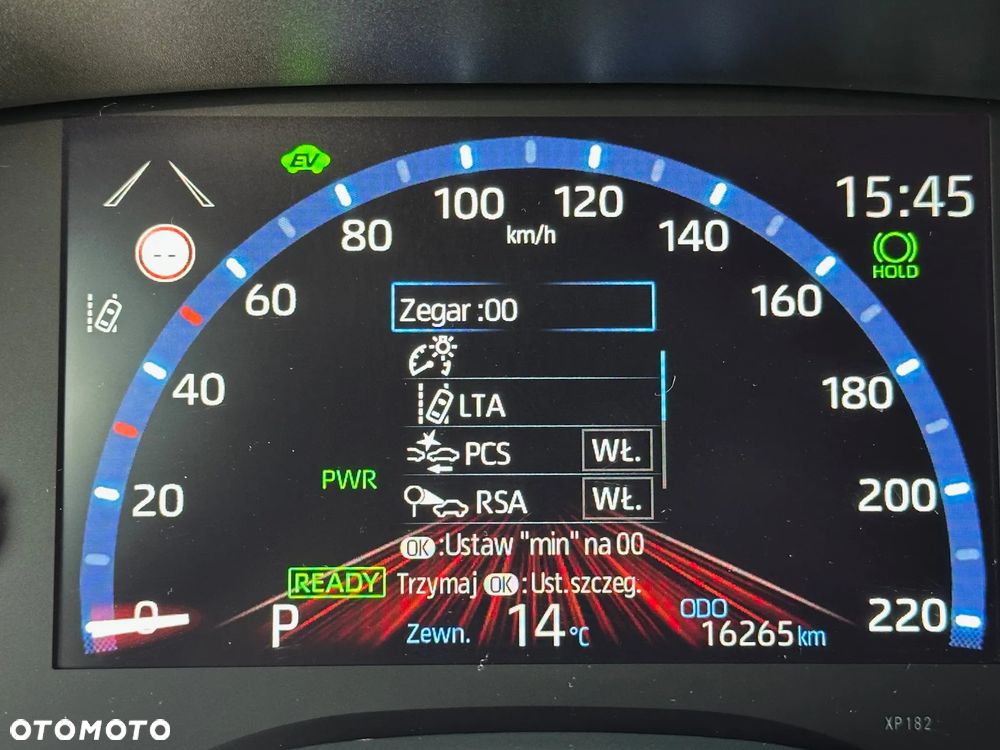 EV
15:45
HOLD
--
100
120
80
km/h
140
60
160
Zegar :00
40
LTA
180
PCS WŁ.
PWR
20
RSA WŁ.
200
OK :Ustaw "min" na 00
READY
Trzymaj OK : Ust. szczeg.
0
P
Zewn. 14 °C
ODO
16265 km
220
OTOMOTO
XP182